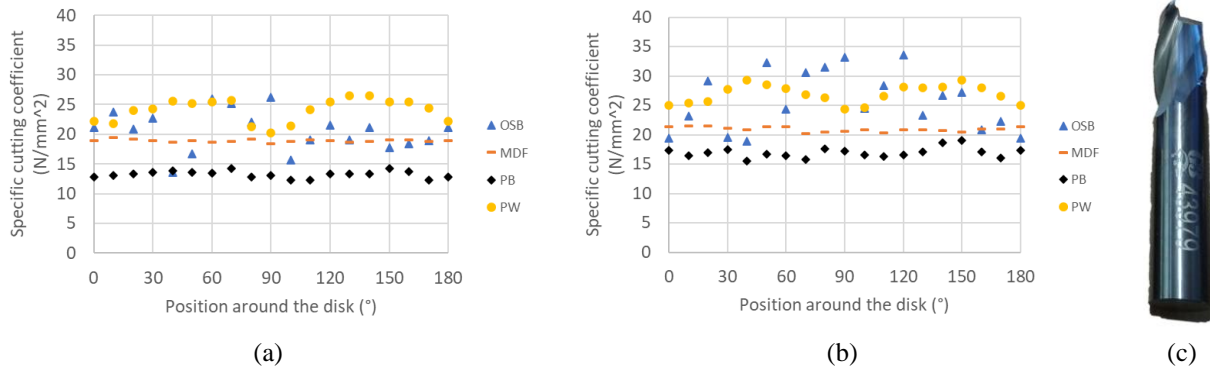 Specific cutting coefficient
(N/mm^2)
40
35
30
25
20
15
10
5
0
0
30
60
90
120
150
180
Position around the disk (°)
OSB
MDF
PB
PW
(a)
Specific cutting coefficient
(N/mm^2)
40
35
30
25
20
15
10
5
0
0
30
60
90
120
150
180
Position around the disk (°)
OSB
MDF
PB
PW
(b)
43979
(c)